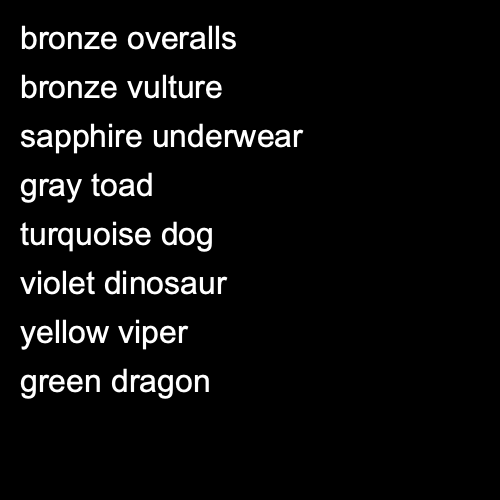 bronze overalls
bronze vulture
sapphire underwear
gray toad
turquoise dog
violet dinosaur
yellow viper
green dragon